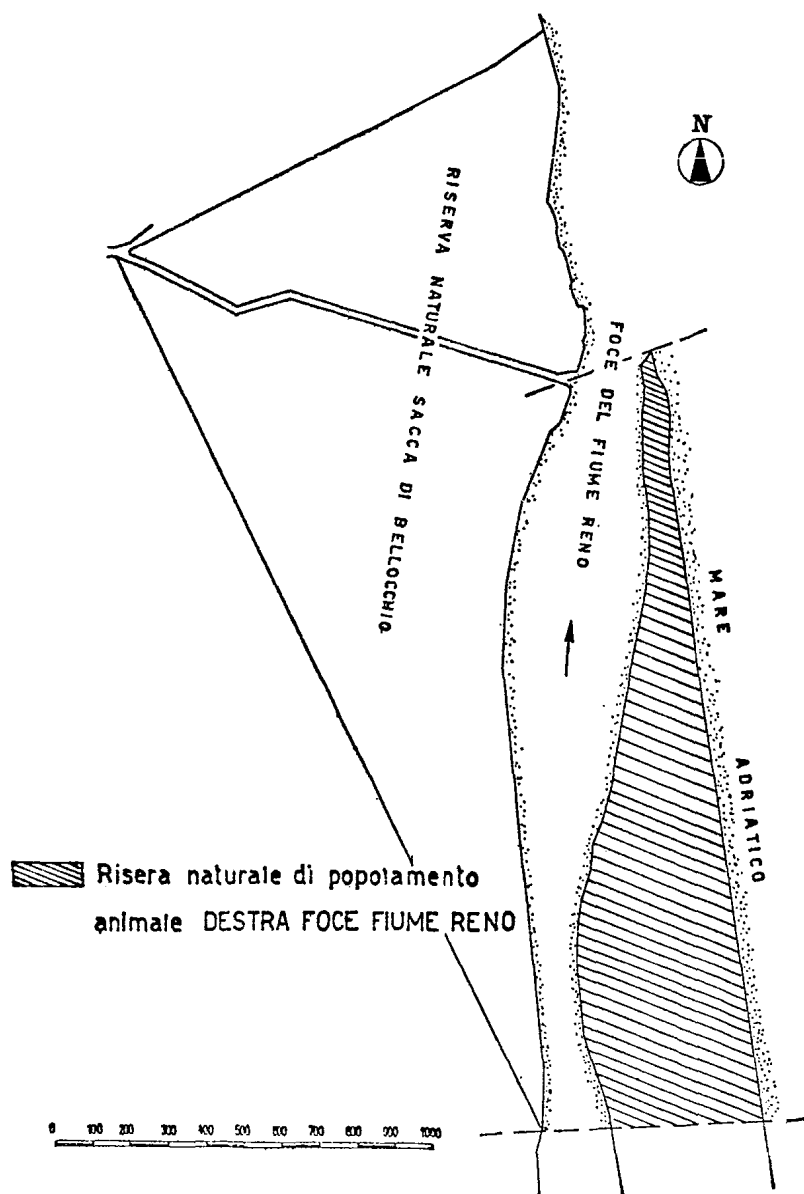 N
RISERVA NATURALE SACCA DI BELLOCCHIO
FOCE DEL FIUME RENO
MARE ADRIATICO
Risera naturale di popolamento
animale DESTRA FOCE FIUME RENO
0 100 200 300 400 500 600 700 800 900 1000